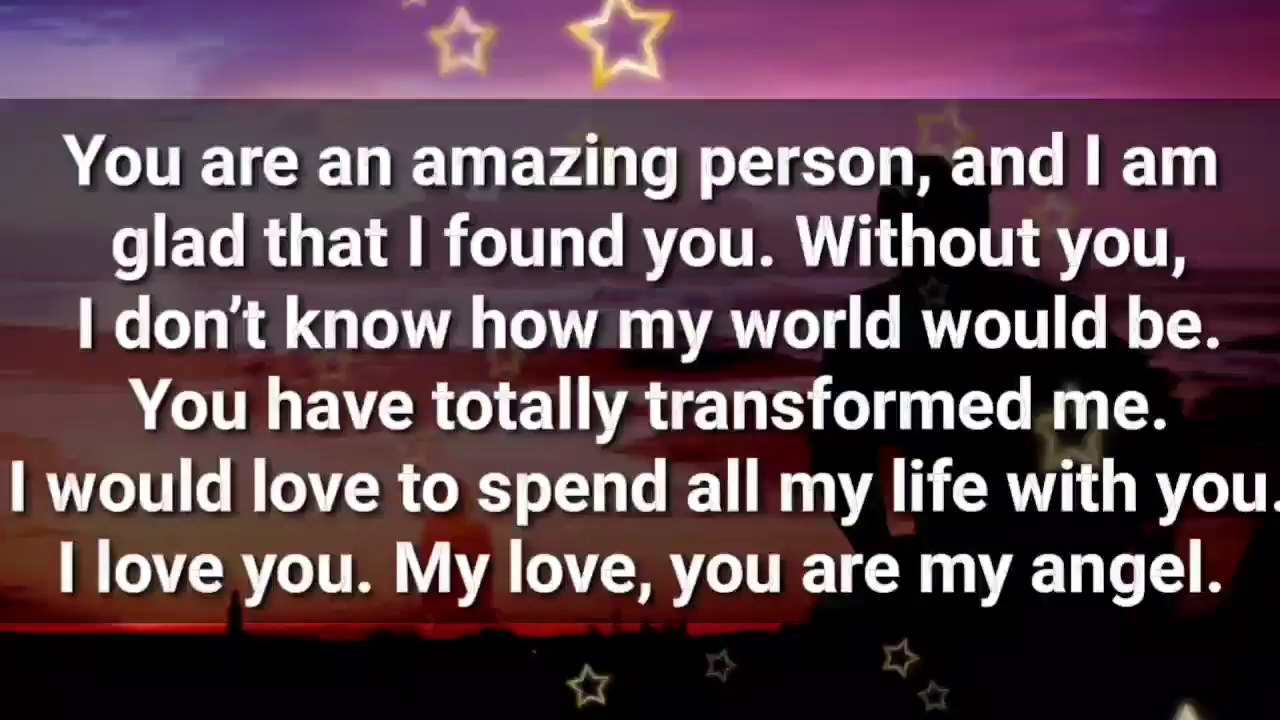 You are an amazing person, and I am
glad that I found you. Without you,
I don’t know how my world would be.
You have totally transformed me.
I would love to spend all my life with you.
I love you. My love, you are my angel.